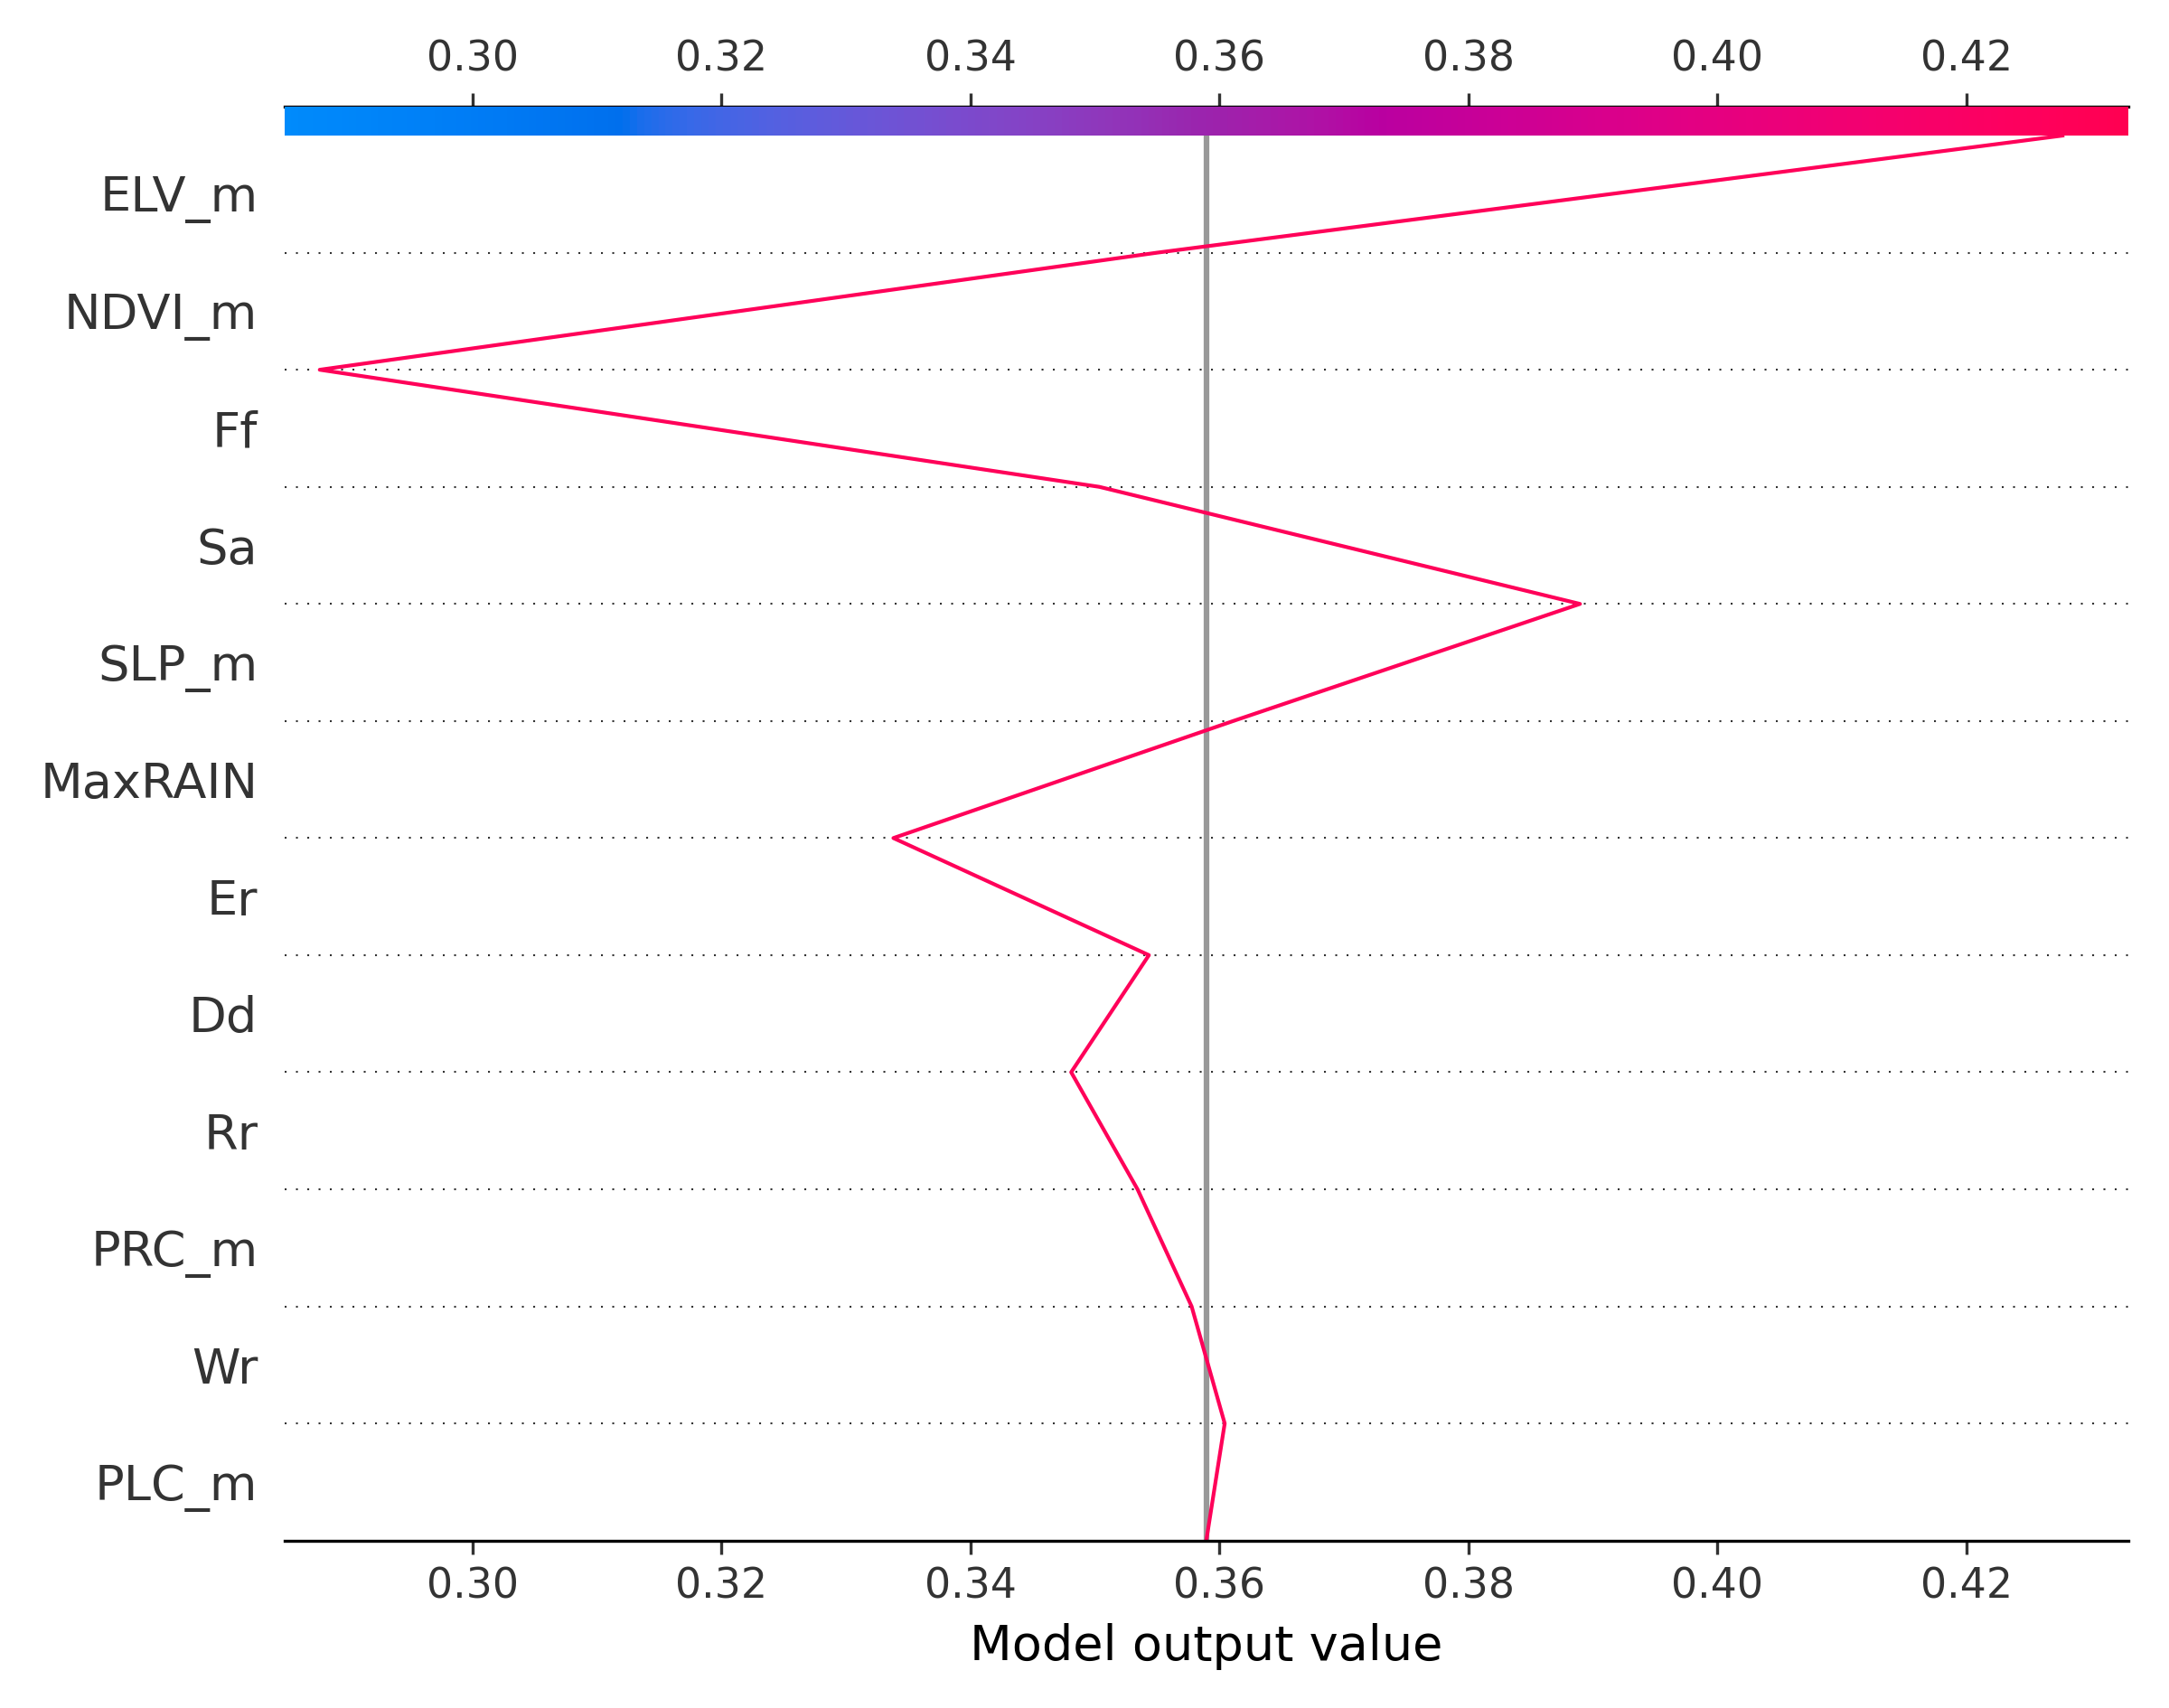 0.30 0.32 0.34 0.36 0.38 0.40 0.42
ELV_m
NDVI_m
Ff
Sa
SLP_m
MaxRAIN
Er
Dd
Rr
PRC_m
Wr
PLC_m
0.30 0.32 0.34 0.36 0.38 0.40 0.42
Model output value